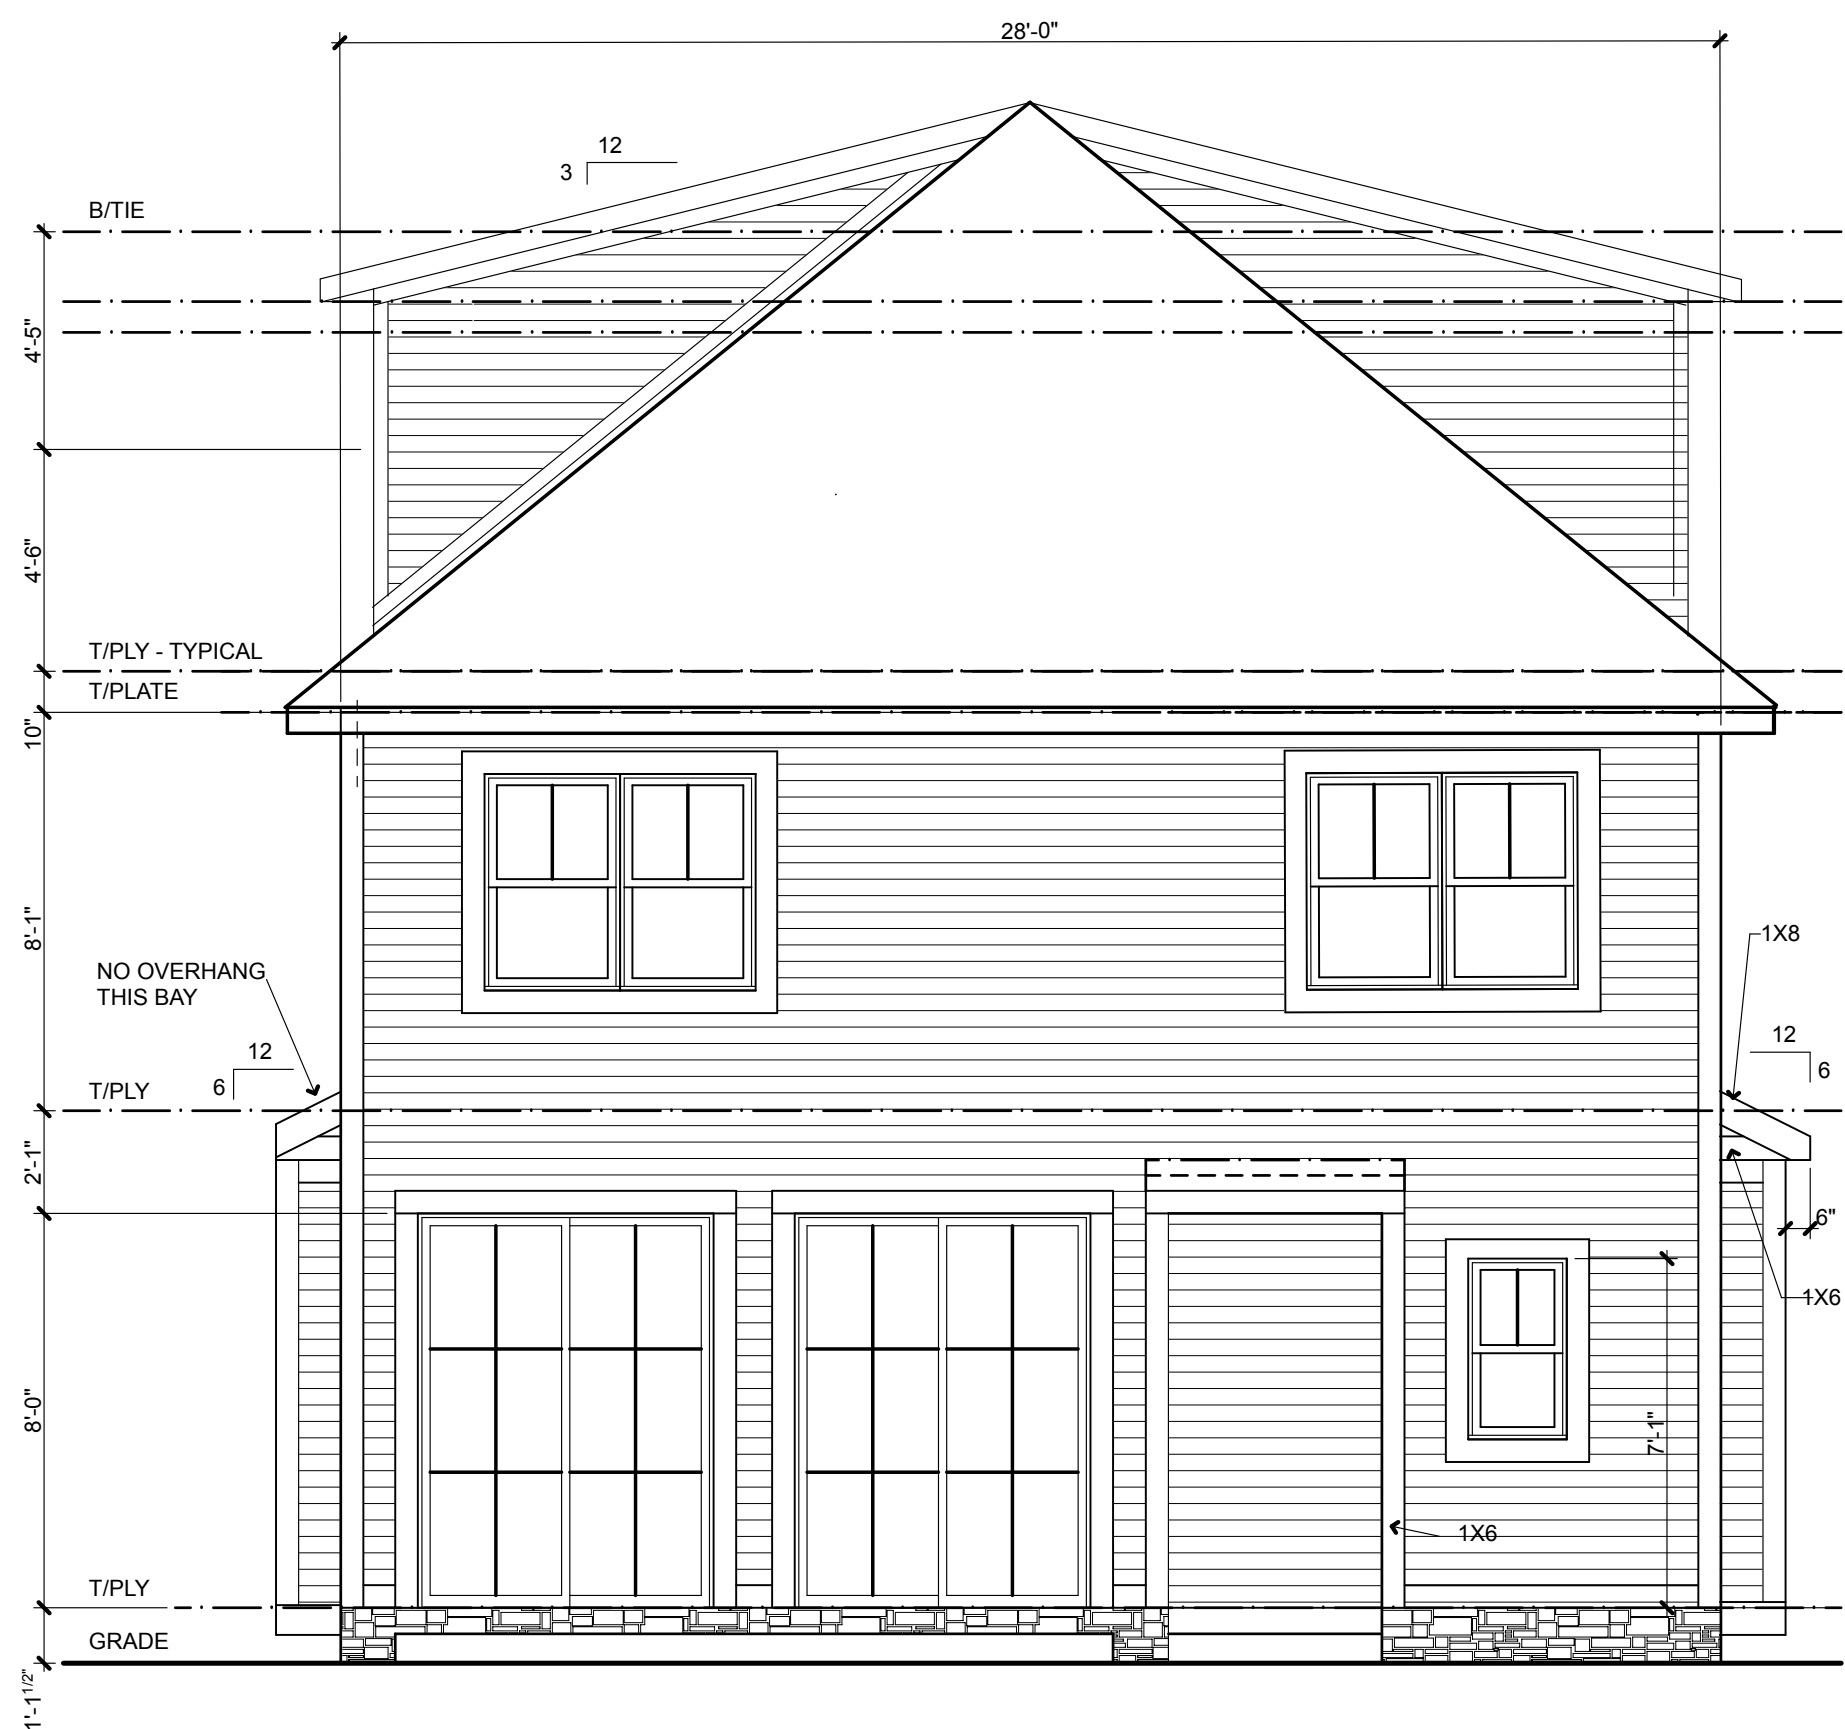 28'-0"
12
3
B/TIE
4'-5"
4'-6"
T/PLY - TYPICAL
T/PLATE
10"
8'-1"
1X8
NO OVERHANG
THIS BAY
12
6
12
6
T/PLY
2'-1"
6"
1X6
8'-0"
7'-1"
1X6
T/PLY
GRADE
1'-1 1/2"